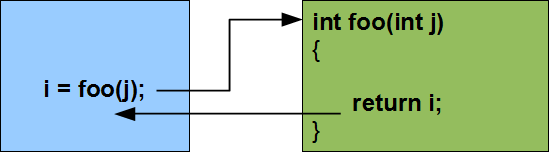 i = foo(j);
int foo(int j)
{
return i;
}